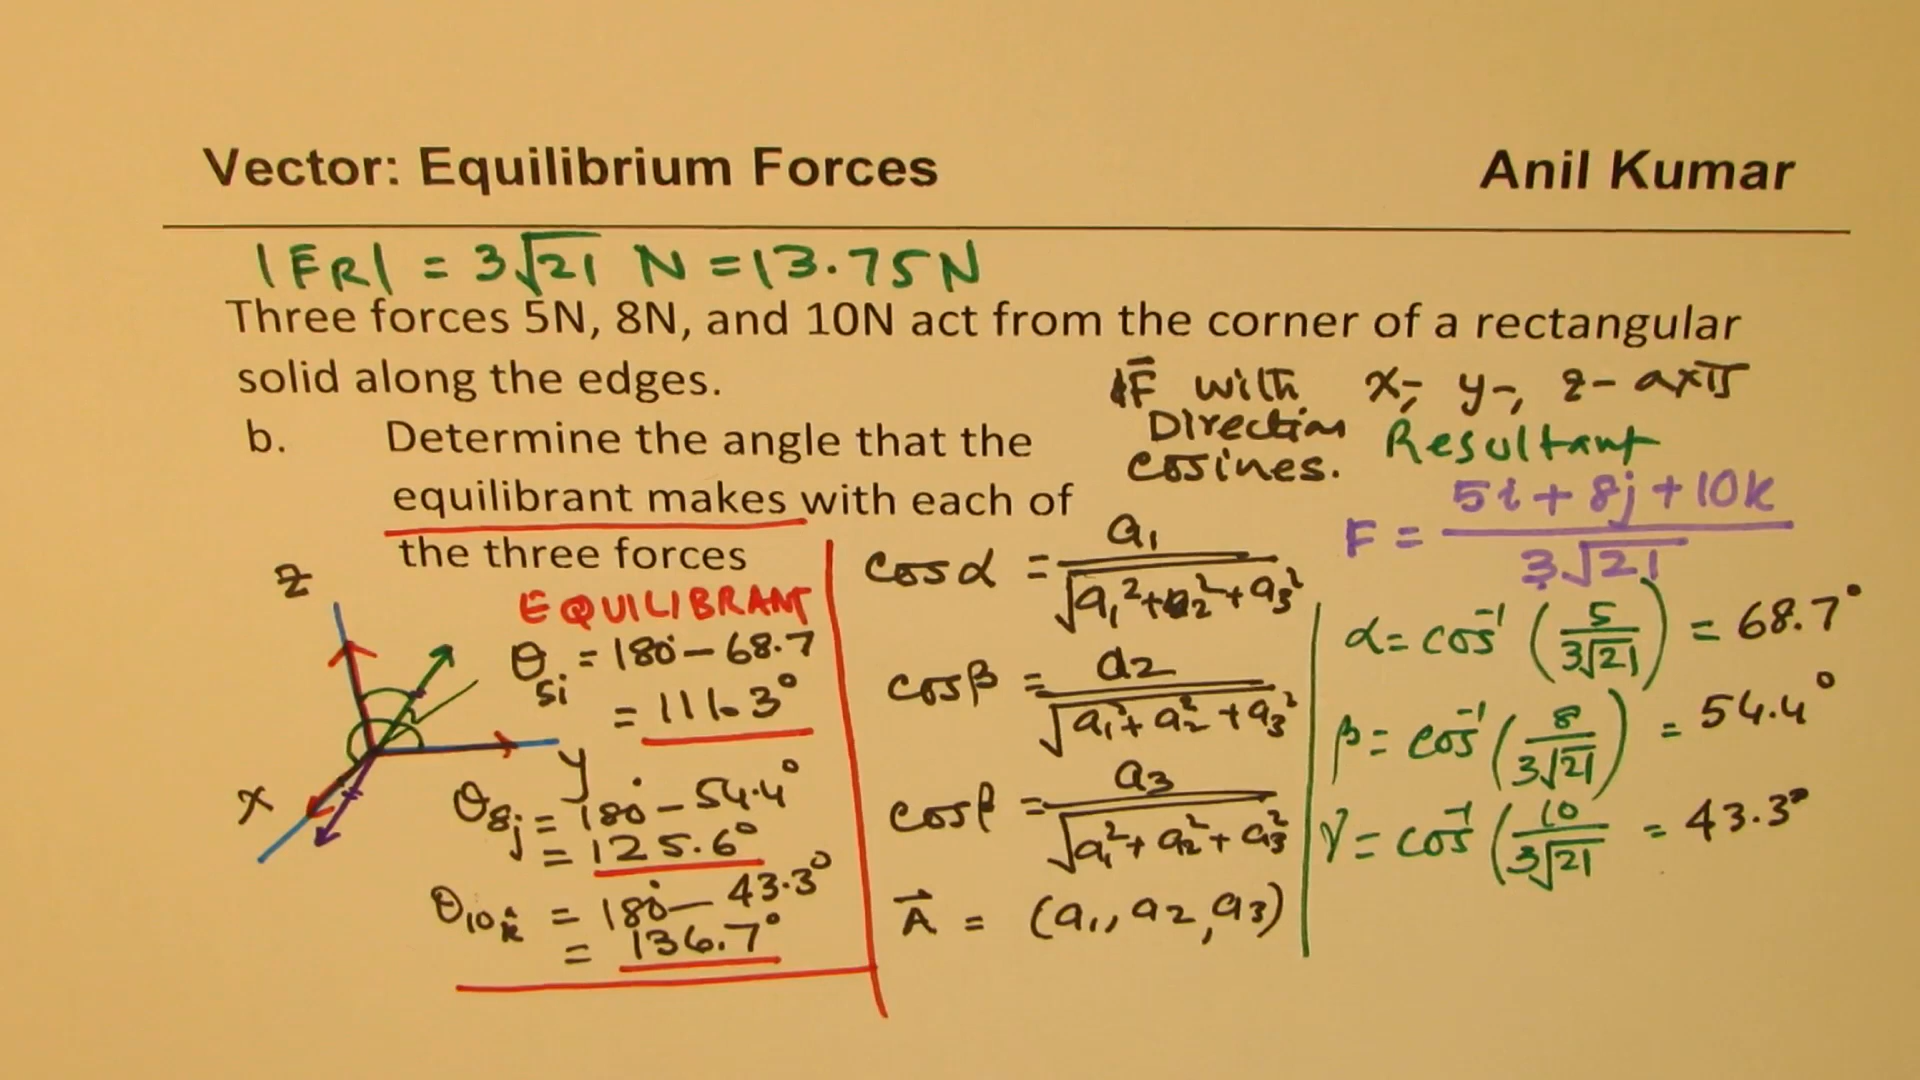 Vector: Equilibrium Forces
Anil Kumar
|FR| = 3√21 N = 13.75N
Three forces 5N, 8N, and 10N act from the corner of a rectangular
solid along the edges.
b. Determine the angle that the
equilibrant makes with each of
the three forces
F with x-, y-, z- axis
Direction
cosines.
Resultant
F = 5i + 8j + 10k / 3√21
z
y
x
EQUILIBRANT
θ5i = 180° - 68.7
= 111.3°
θ8j = 180° - 54.4°
= 125.6°
θ10k = 180° - 43.3°
= 136.7°
cosα = a1 / √a1² + a2² + a3²
cosβ = a2 / √a1² + a2² + a3²
cosβ = a3 / √a1² + a2² + a3²
A⃗ = (a1, a2, a3)
α = cos⁻¹ (5 / 3√21) = 68.7°
β = cos⁻¹ (8 / 3√21) = 54.4°
γ = cos⁻¹ (10 / 3√21 = 43.3°